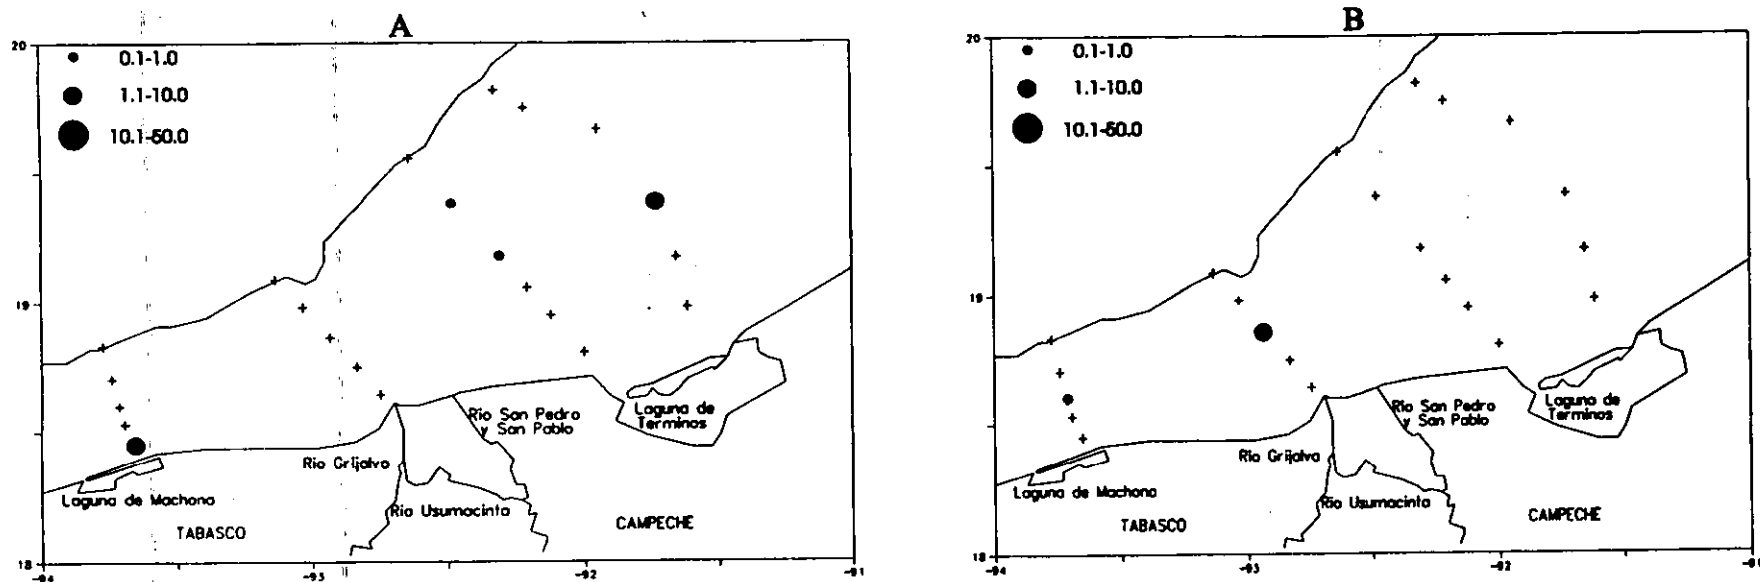 A
20
0.1-1.0
1.1-10.0
10.1-50.0
19
18
Rio San Pedro
y San Pablo
Laguna de
Terminos
Rio Grijalva
Laguna de Machona
Rio Usumacinta
TABASCO
CAMPECHE
-94
-93
-92
-91
B
20
0.1-1.0
1.1-10.0
10.1-50.0
19
18
Rio San Pedro
y San Pablo
Laguna de
Terminos
Rio Grijalva
Laguna de Machona
Rio Usumacinta
TABASCO
CAMPECHE
-94
-93
-92
-91